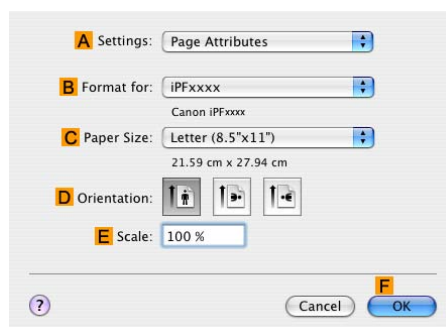 A Settings: Page Attributes
B Format for: iPFxxxx
Canon iPFxxxx
C Paper Size: Letter (8.5"x11")
21.59 cm x 27.94 cm
D Orientation:
E Scale: 100 %
F
? Cancel OK